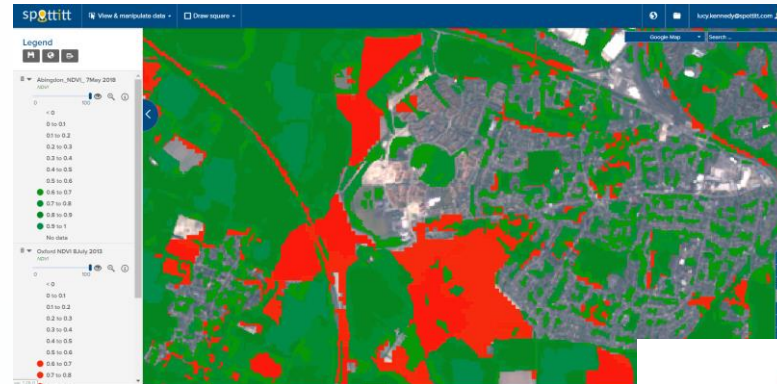 spottitt
View & manipulate data
Draw square
lucy.kennedy@spottitt.com
Legend
Google Map
Search ...
Abingdon_NDVI_ 7May 2018
NDVI
0 100
< 0
0 to 0.1
0.1 to 0.2
0.2 to 0.3
0.3 to 0.4
0.4 to 0.5
0.5 to 0.6
0.6 to 0.7
0.7 to 0.8
0.8 to 0.9
0.9 to 1
No data
Oxford NDVI 8July 2013
NDVI
0 100
< 0
0 to 0.1
0.1 to 0.2
0.2 to 0.3
0.3 to 0.4
0.4 to 0.5
0.5 to 0.6
0.6 to 0.7
0.7 to 0.8